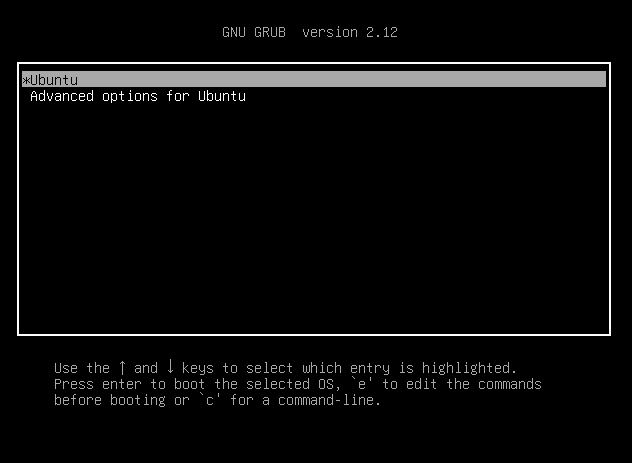 GNU GRUB  version 2.12
*Ubuntu
Advanced options for Ubuntu
Use the ↑ and ↓ keys to select which entry is highlighted.
Press enter to boot the selected OS, `e' to edit the commands
before booting or `c' for a command-line.